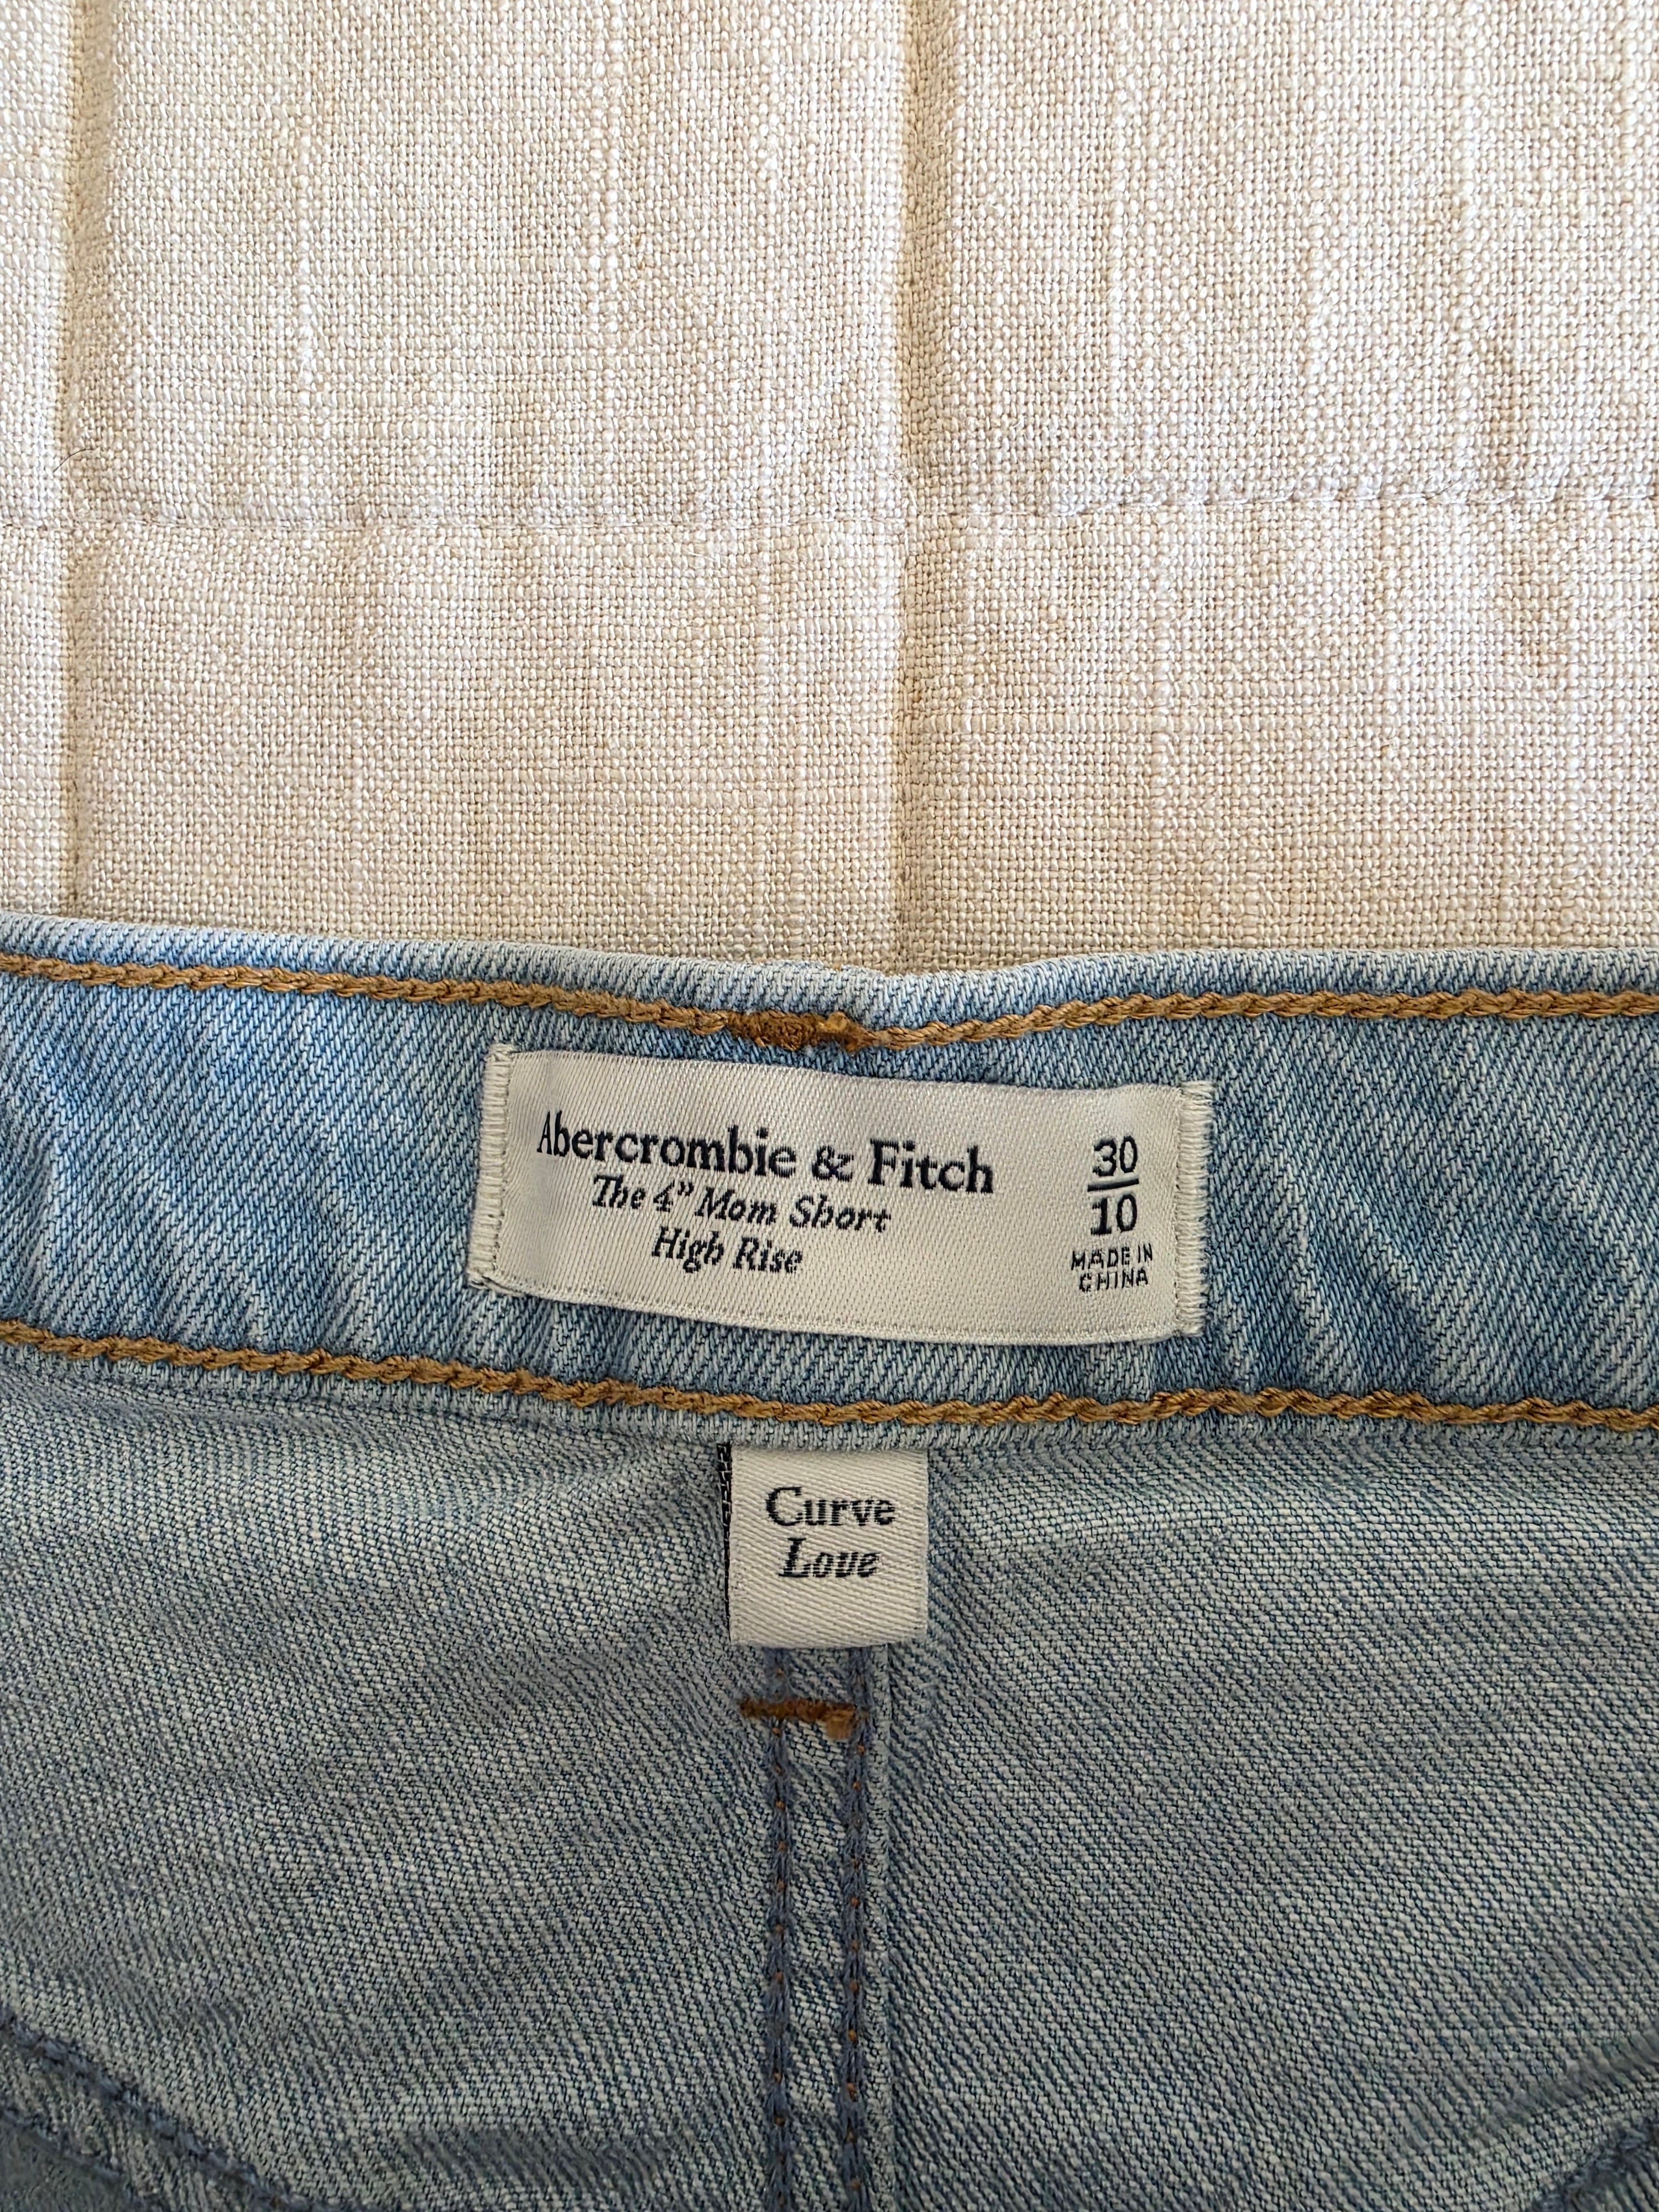 Abercrombie & Fitch
The 4” Mom Short
High Rise
30
10
MADE IN
CHINA
Curve
Love